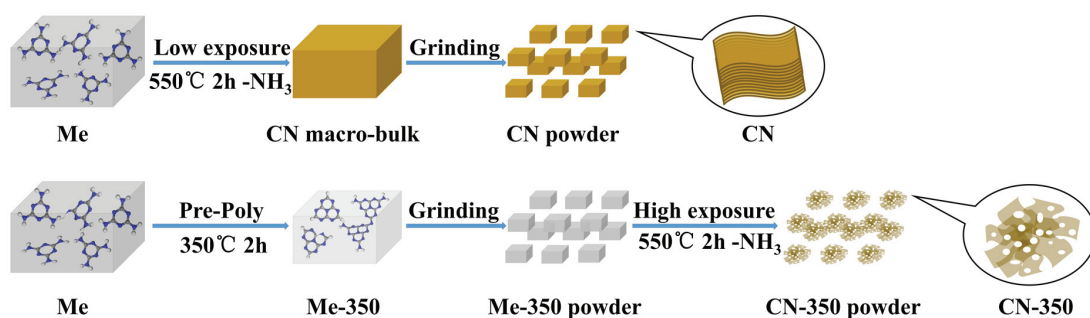 Low exposure
Grinding
550℃ 2h -NH₃
Me
CN macro-bulk
CN powder
CN
Pre-Poly
Grinding
High exposure
350℃ 2h
550℃ 2h -NH₃
Me
Me-350
Me-350 powder
CN-350 powder
CN-350